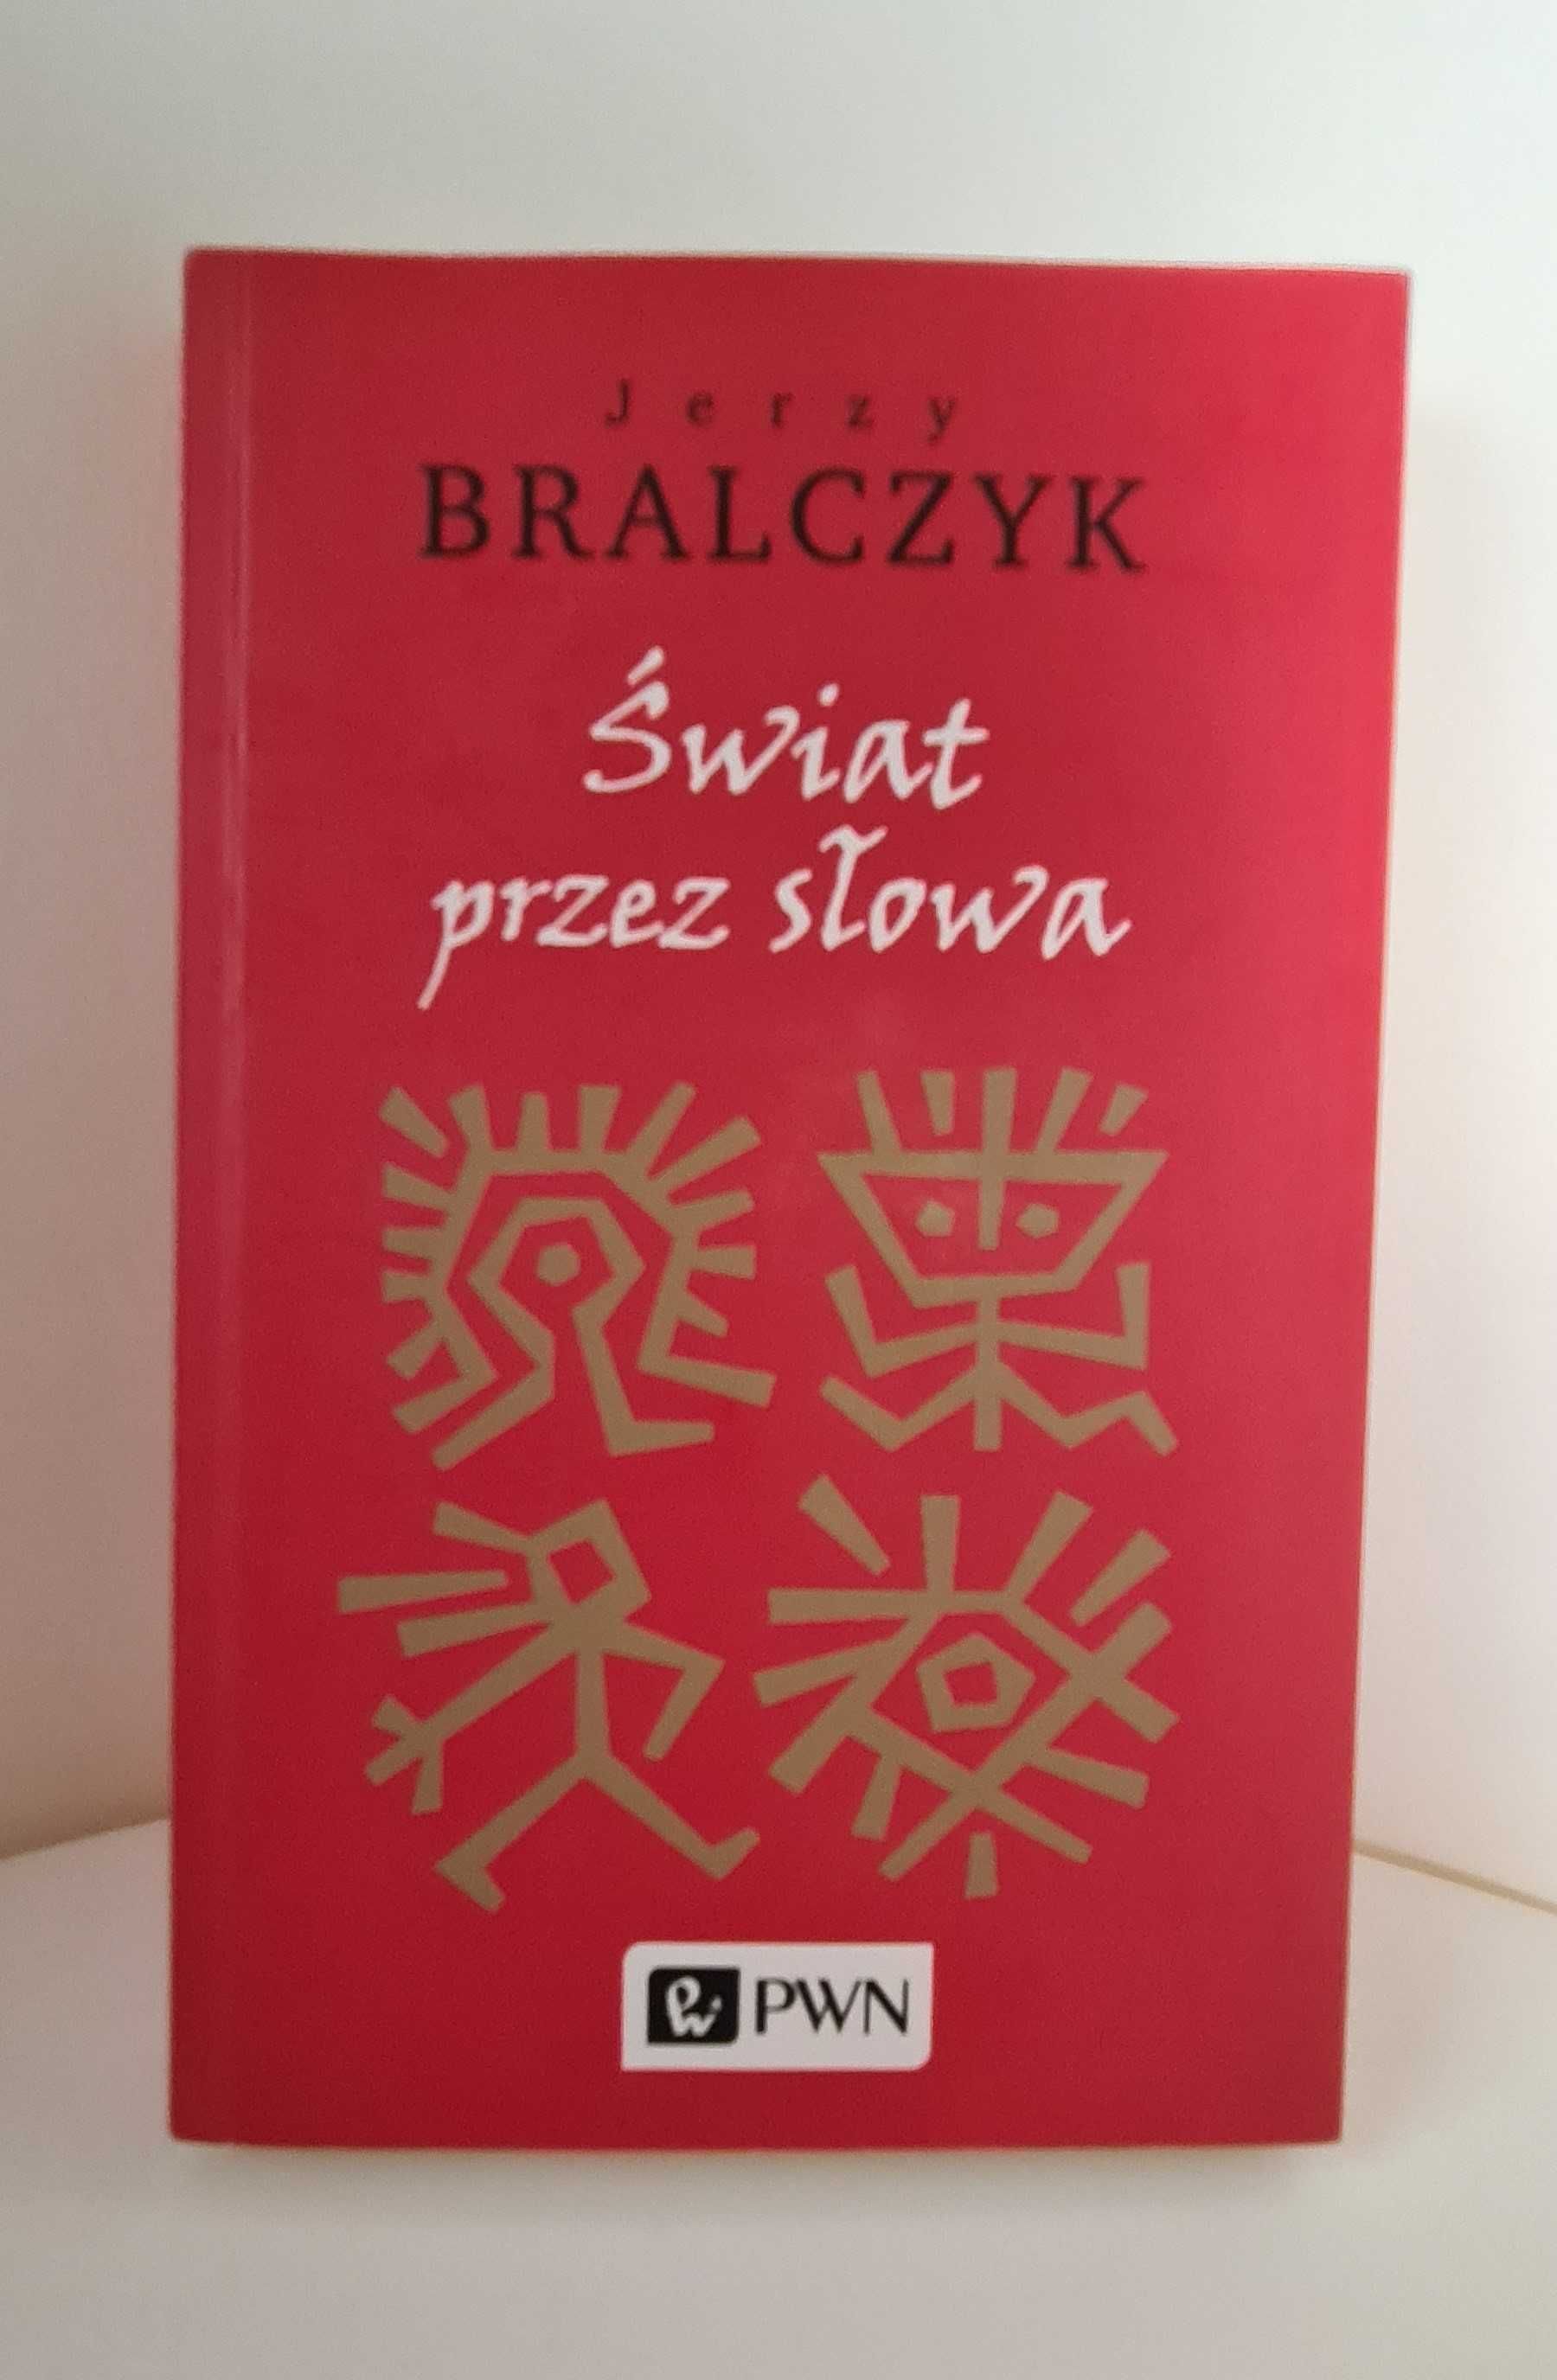 Jerzy
BRALCZYK
Świat
przez słowa
PWN